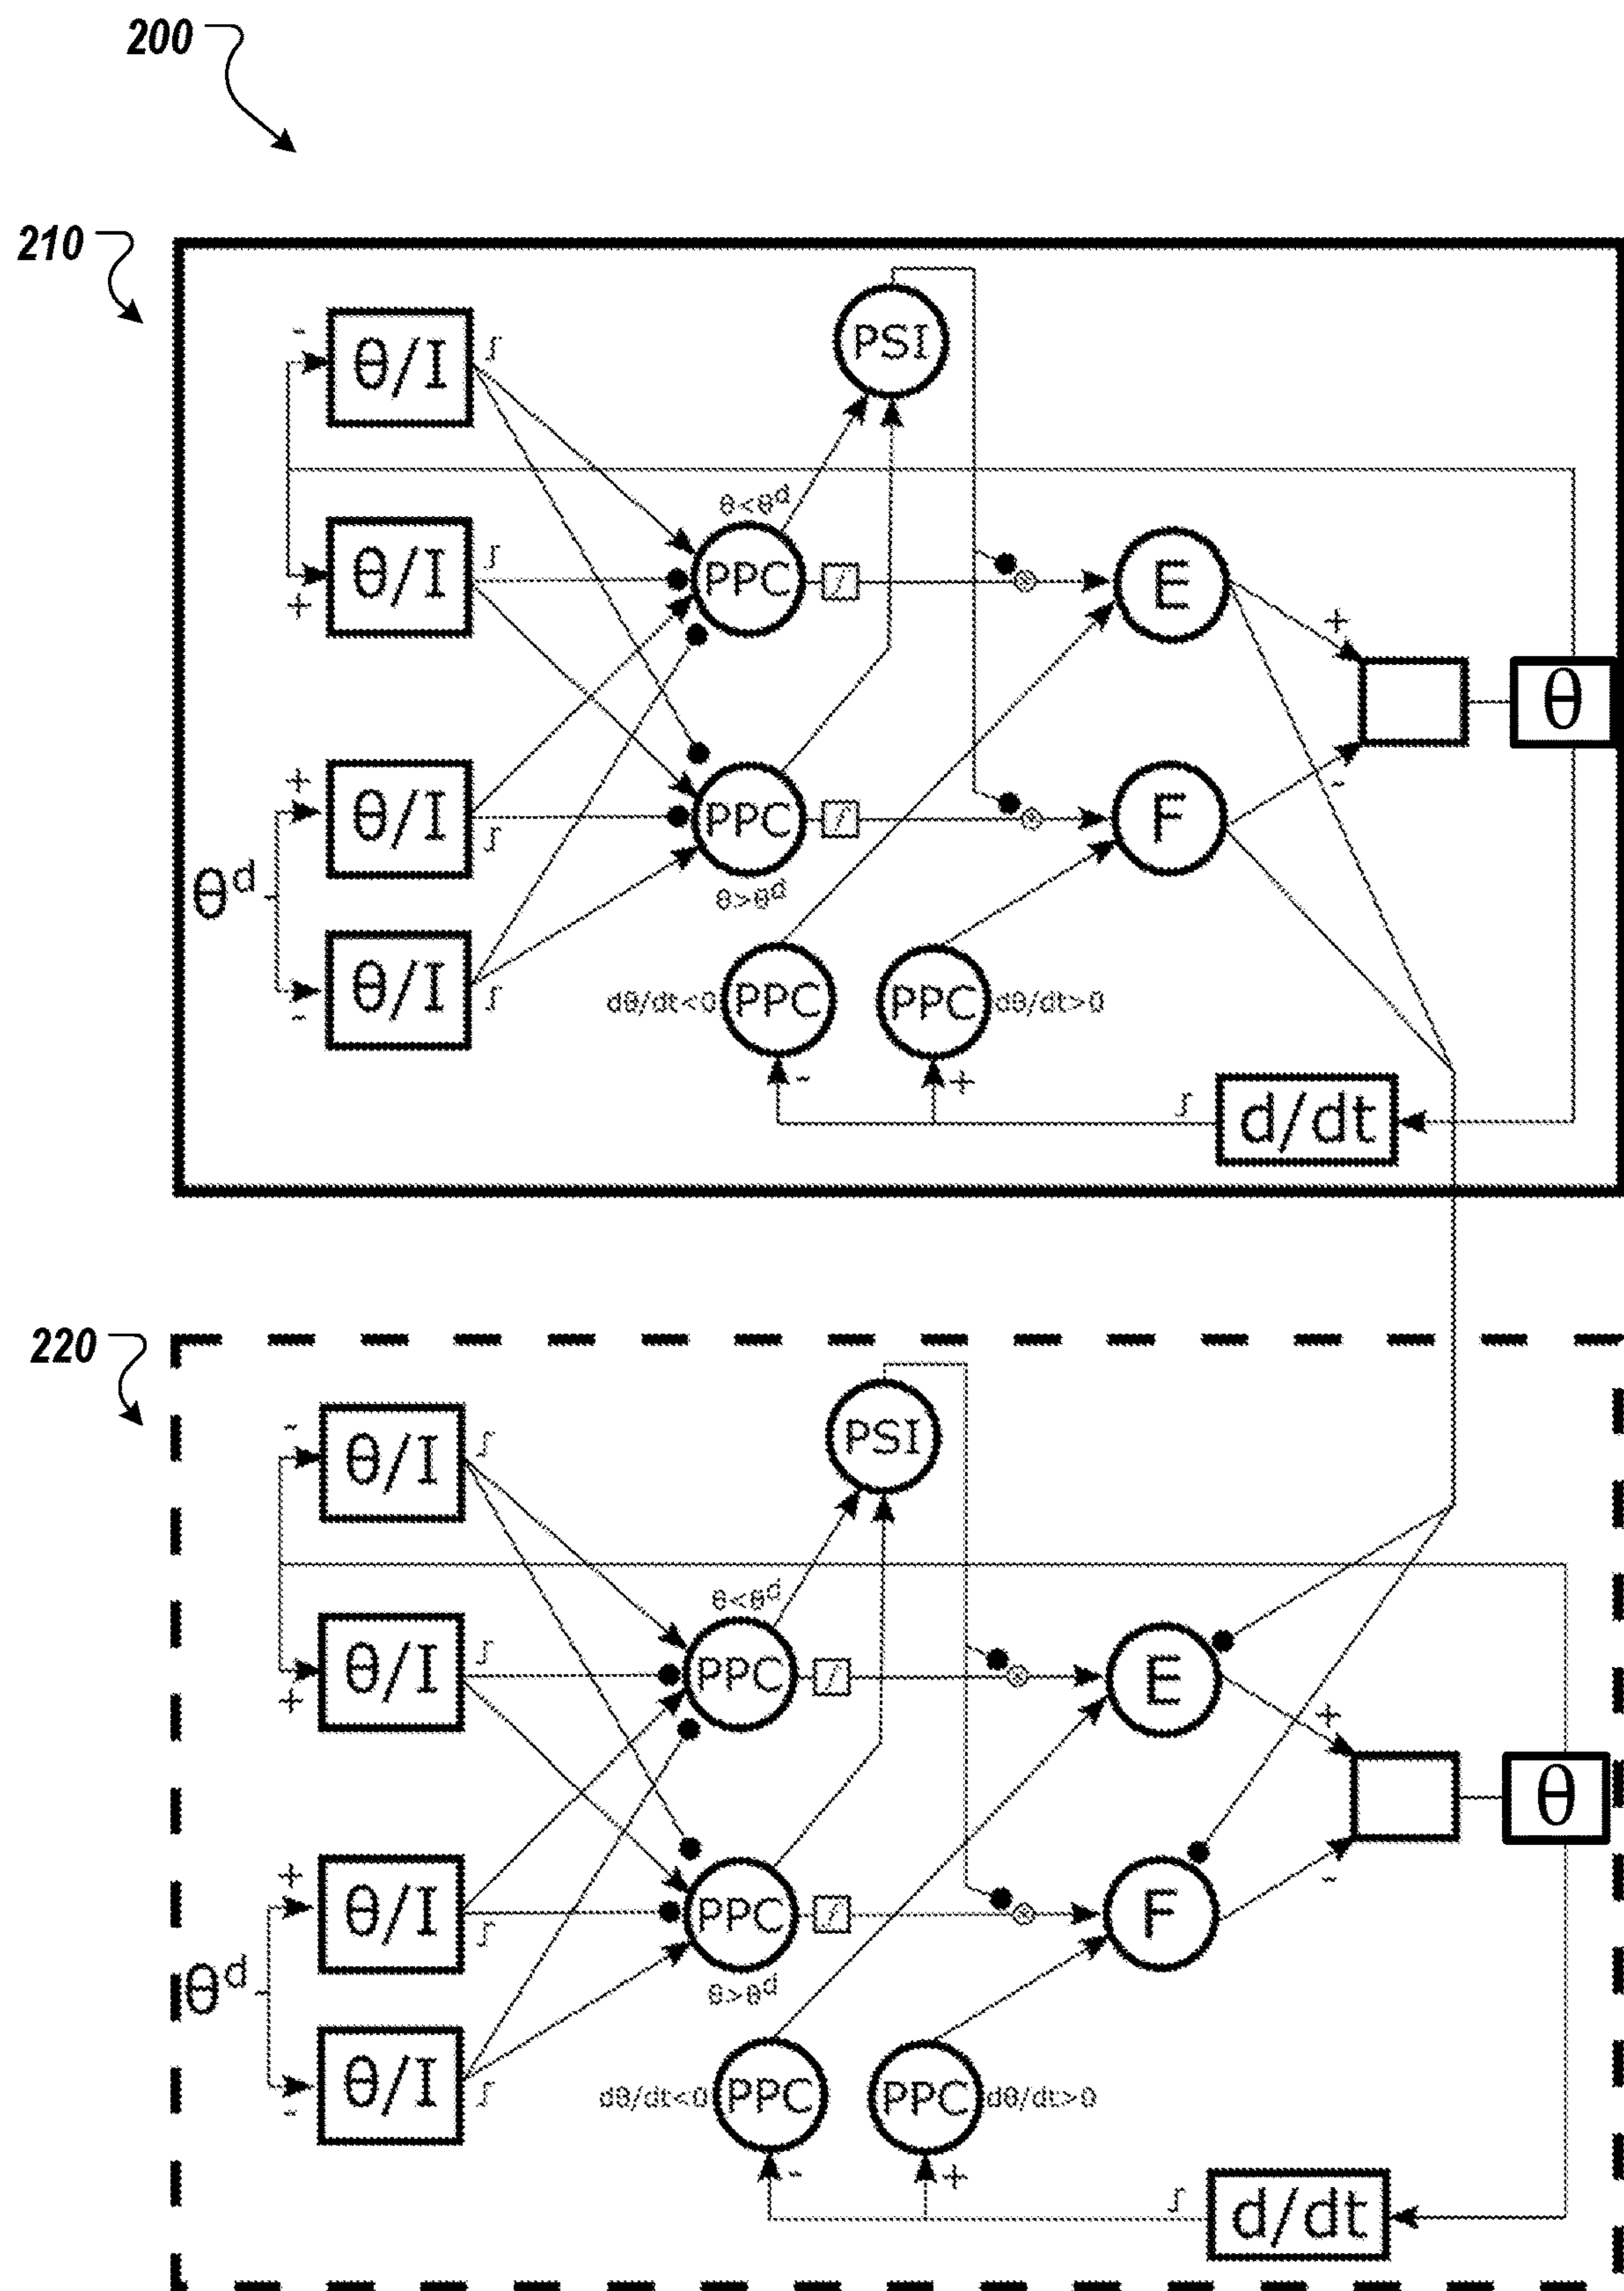 200
210
-
θ/I
PSI
θ<θᵈ
θ/I
PPC
E
+
+
θ
+
θ/I
PPC
F
-
θᵈ
θ>θᵈ
θ/I
-
dθ/dt<0
PPC
PPC
dθ/dt>0
-
+
d/dt
220
-
θ/I
PSI
θ<θᵈ
θ/I
PPC
E
+
+
θ
+
θ/I
PPC
F
-
θᵈ
θ>θᵈ
θ/I
-
dθ/dt<0
PPC
PPC
dθ/dt>0
-
+
d/dt